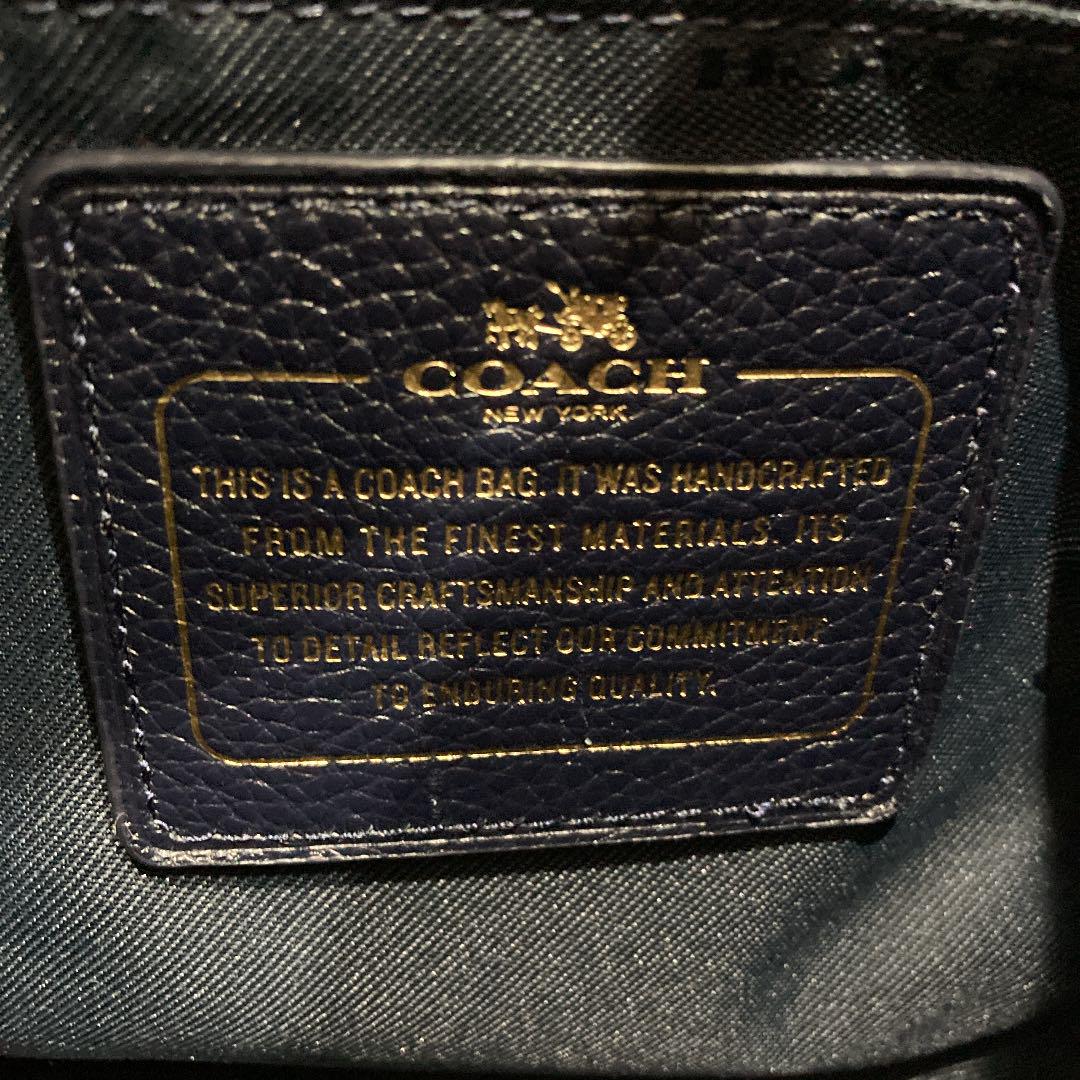 COACH
NEW YORK
THIS IS A COACH BAG. IT WAS HANDCRAFTED
FROM THE FINEST MATERIALS. ITS
SUPERIOR CRAFTSMANSHIP AND ATTENTION
TO DETAIL REFLECT OUR COMMITMENT
TO ENDURING QUALITY.